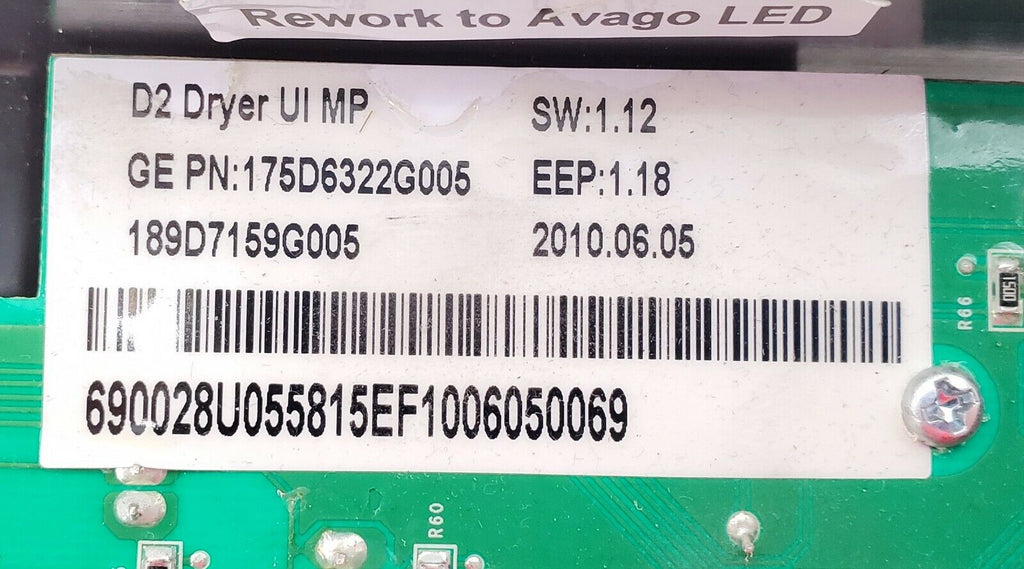 Rework to Avago LED
D2 Dryer UI MP
SW:1.12
GE PN:175D6322G005
EEP:1.18
189D7159G005
2010.06.05
690028U055815EF1006050069
R66
1500
R60